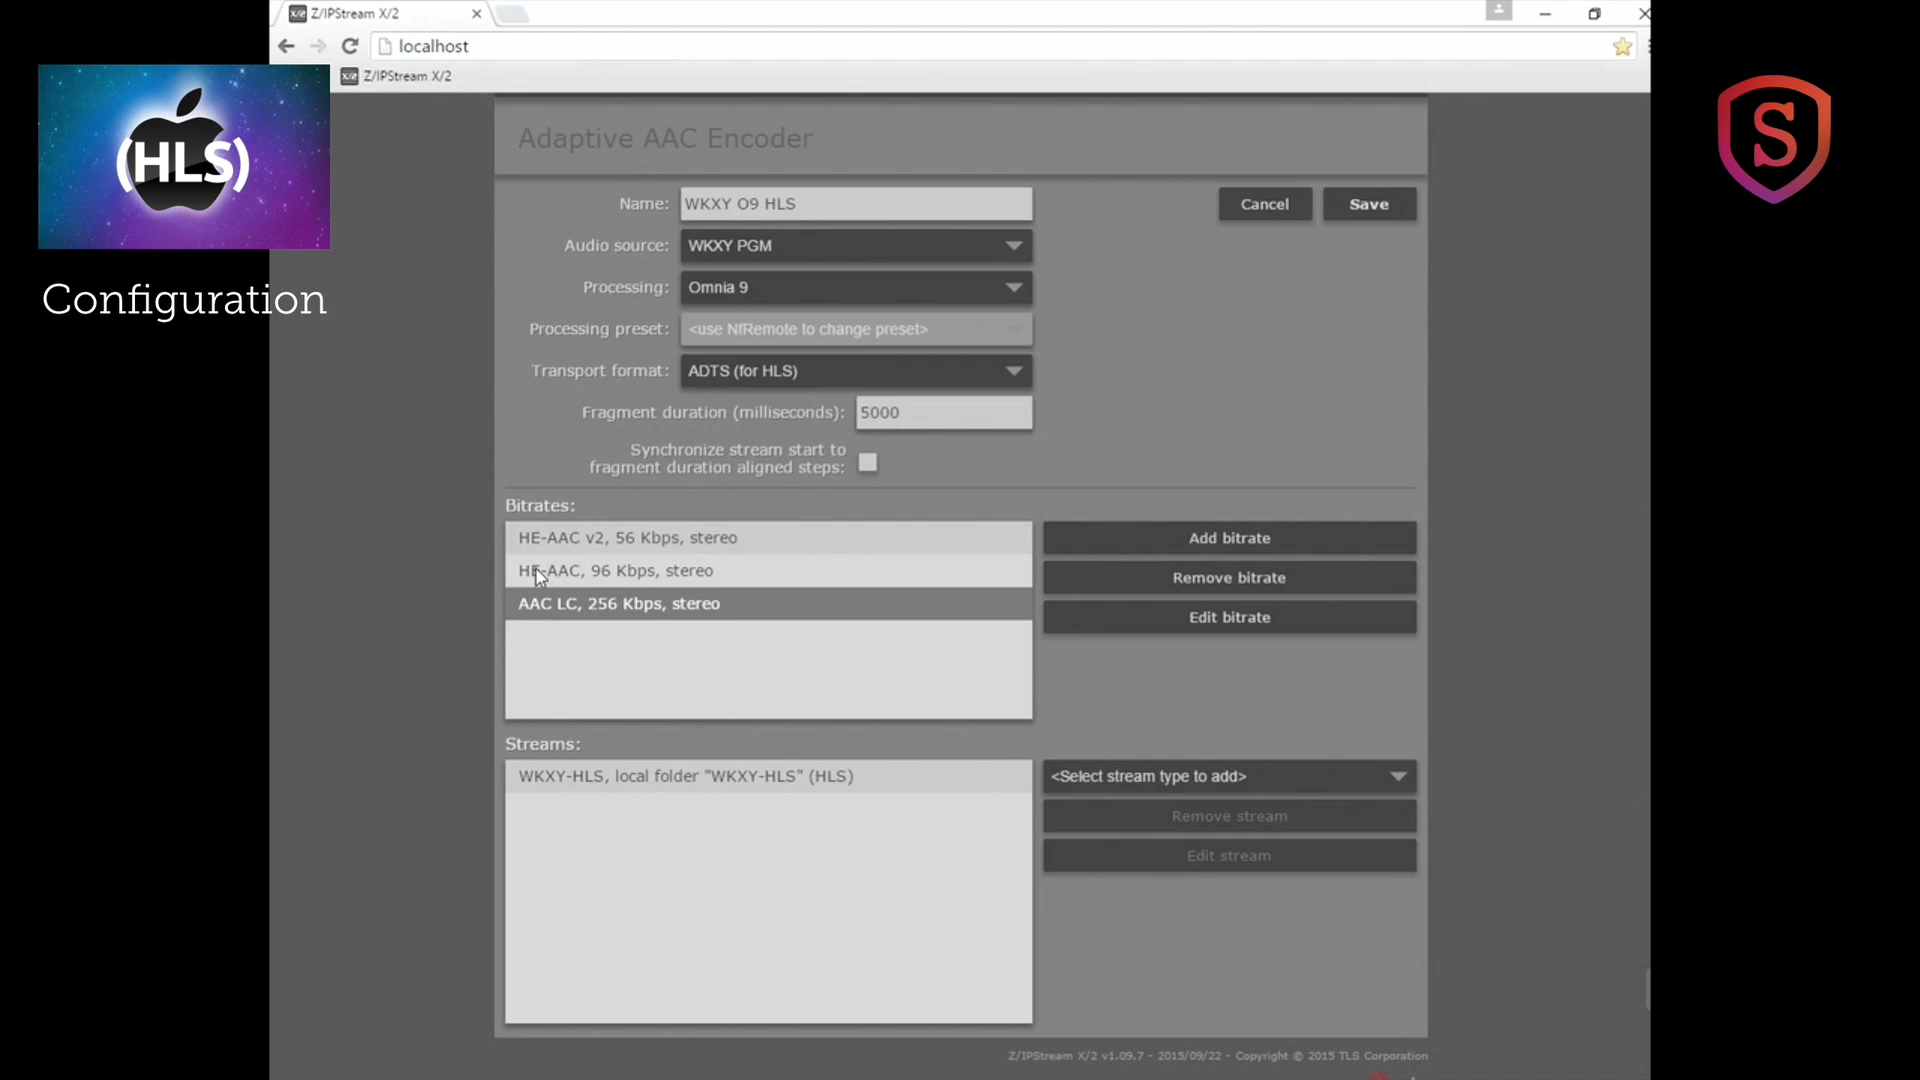 X/2 Z/IPStream X/2
localhost
X/2 Z/IPStream X/2
(HLS)
Configuration
S
Adaptive AAC Encoder
Name: WKXY O9 HLS
Cancel Save
Audio source: WKXY PGM
Processing: Omnia 9
Processing preset: <use NfRemote to change preset>
Transport format: ADTS (for HLS)
Fragment duration (milliseconds): 5000
Synchronize stream start to
fragment duration aligned steps:
Bitrates:
HE-AAC v2, 56 Kbps, stereo
HE-AAC, 96 Kbps, stereo
AAC LC, 256 Kbps, stereo
Add bitrate
Remove bitrate
Edit bitrate
Streams:
WKXY-HLS, local folder "WKXY-HLS" (HLS)
<Select stream type to add>
Remove stream
Edit stream
Z/IPStream X/2 v1.09.7 - 2015/09/22 - Copyright © 2015 TLS Corporation